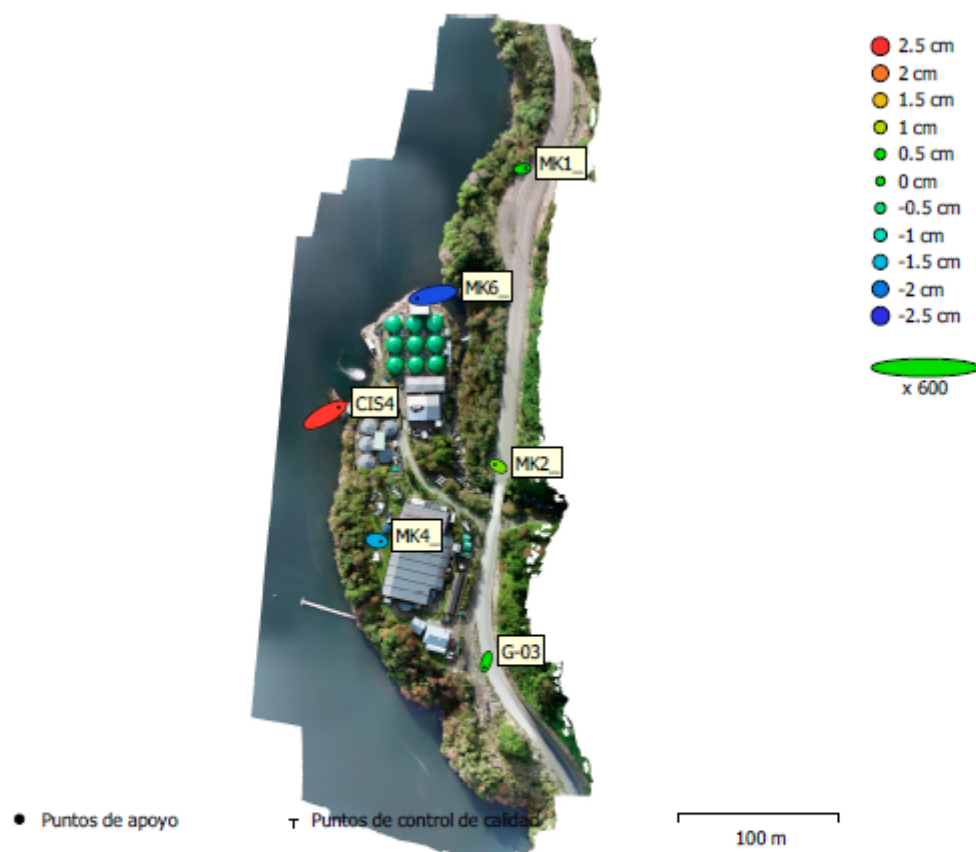 2.5 cm
2 cm
1.5 cm
1 cm
0.5 cm
0 cm
-0.5 cm
-1 cm
-1.5 cm
-2 cm
-2.5 cm
x 600
MK1_
MK6_
CIS4
MK2_
MK4_
G-03
Puntos de apoyo
Puntos de control de calidad
100 m